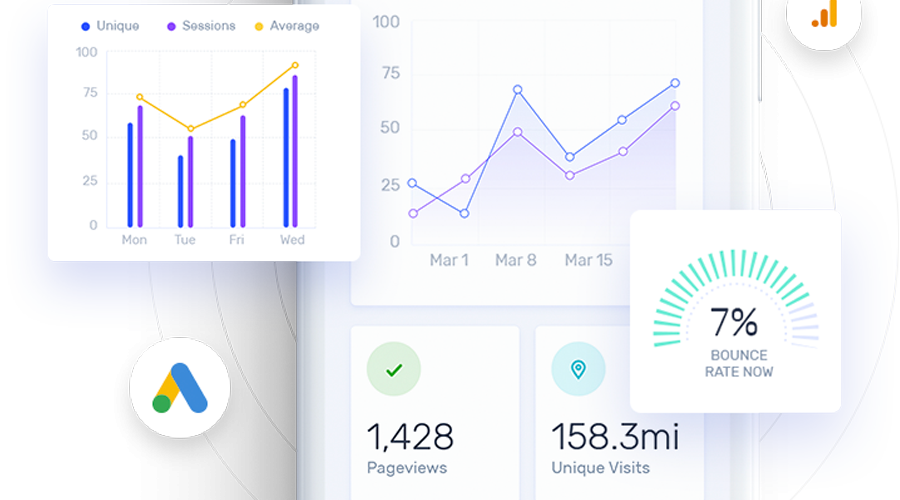 Unique Sessions Average
100
75
50
25
0
Mon Tue Fri Wed
100
75
50
25
0
Mar 1 Mar 8 Mar 15
7%
BOUNCE
RATE NOW
1,428
Pageviews
158.3mi
Unique Visits